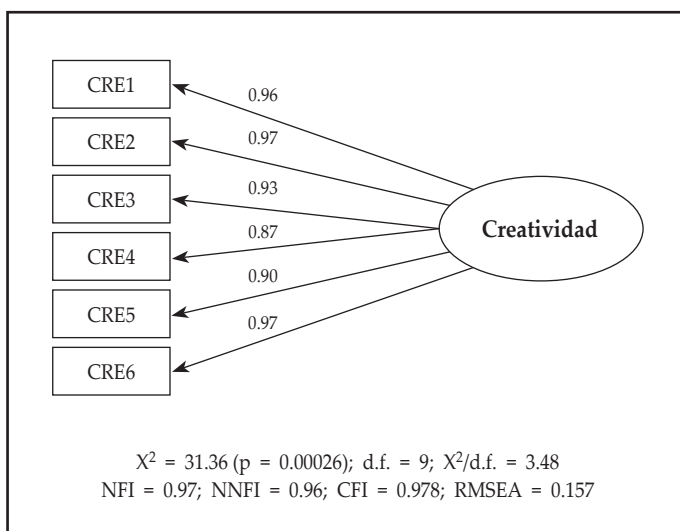 CRE1
0.96
CRE2
0.97
CRE3
0.93
Creatividad
CRE4
0.87
CRE5
0.90
CRE6
0.97
X² = 31.36 (p = 0.00026); d.f. = 9; X²/d.f. = 3.48
NFI = 0.97; NNFI = 0.96; CFI = 0.978; RMSEA = 0.157